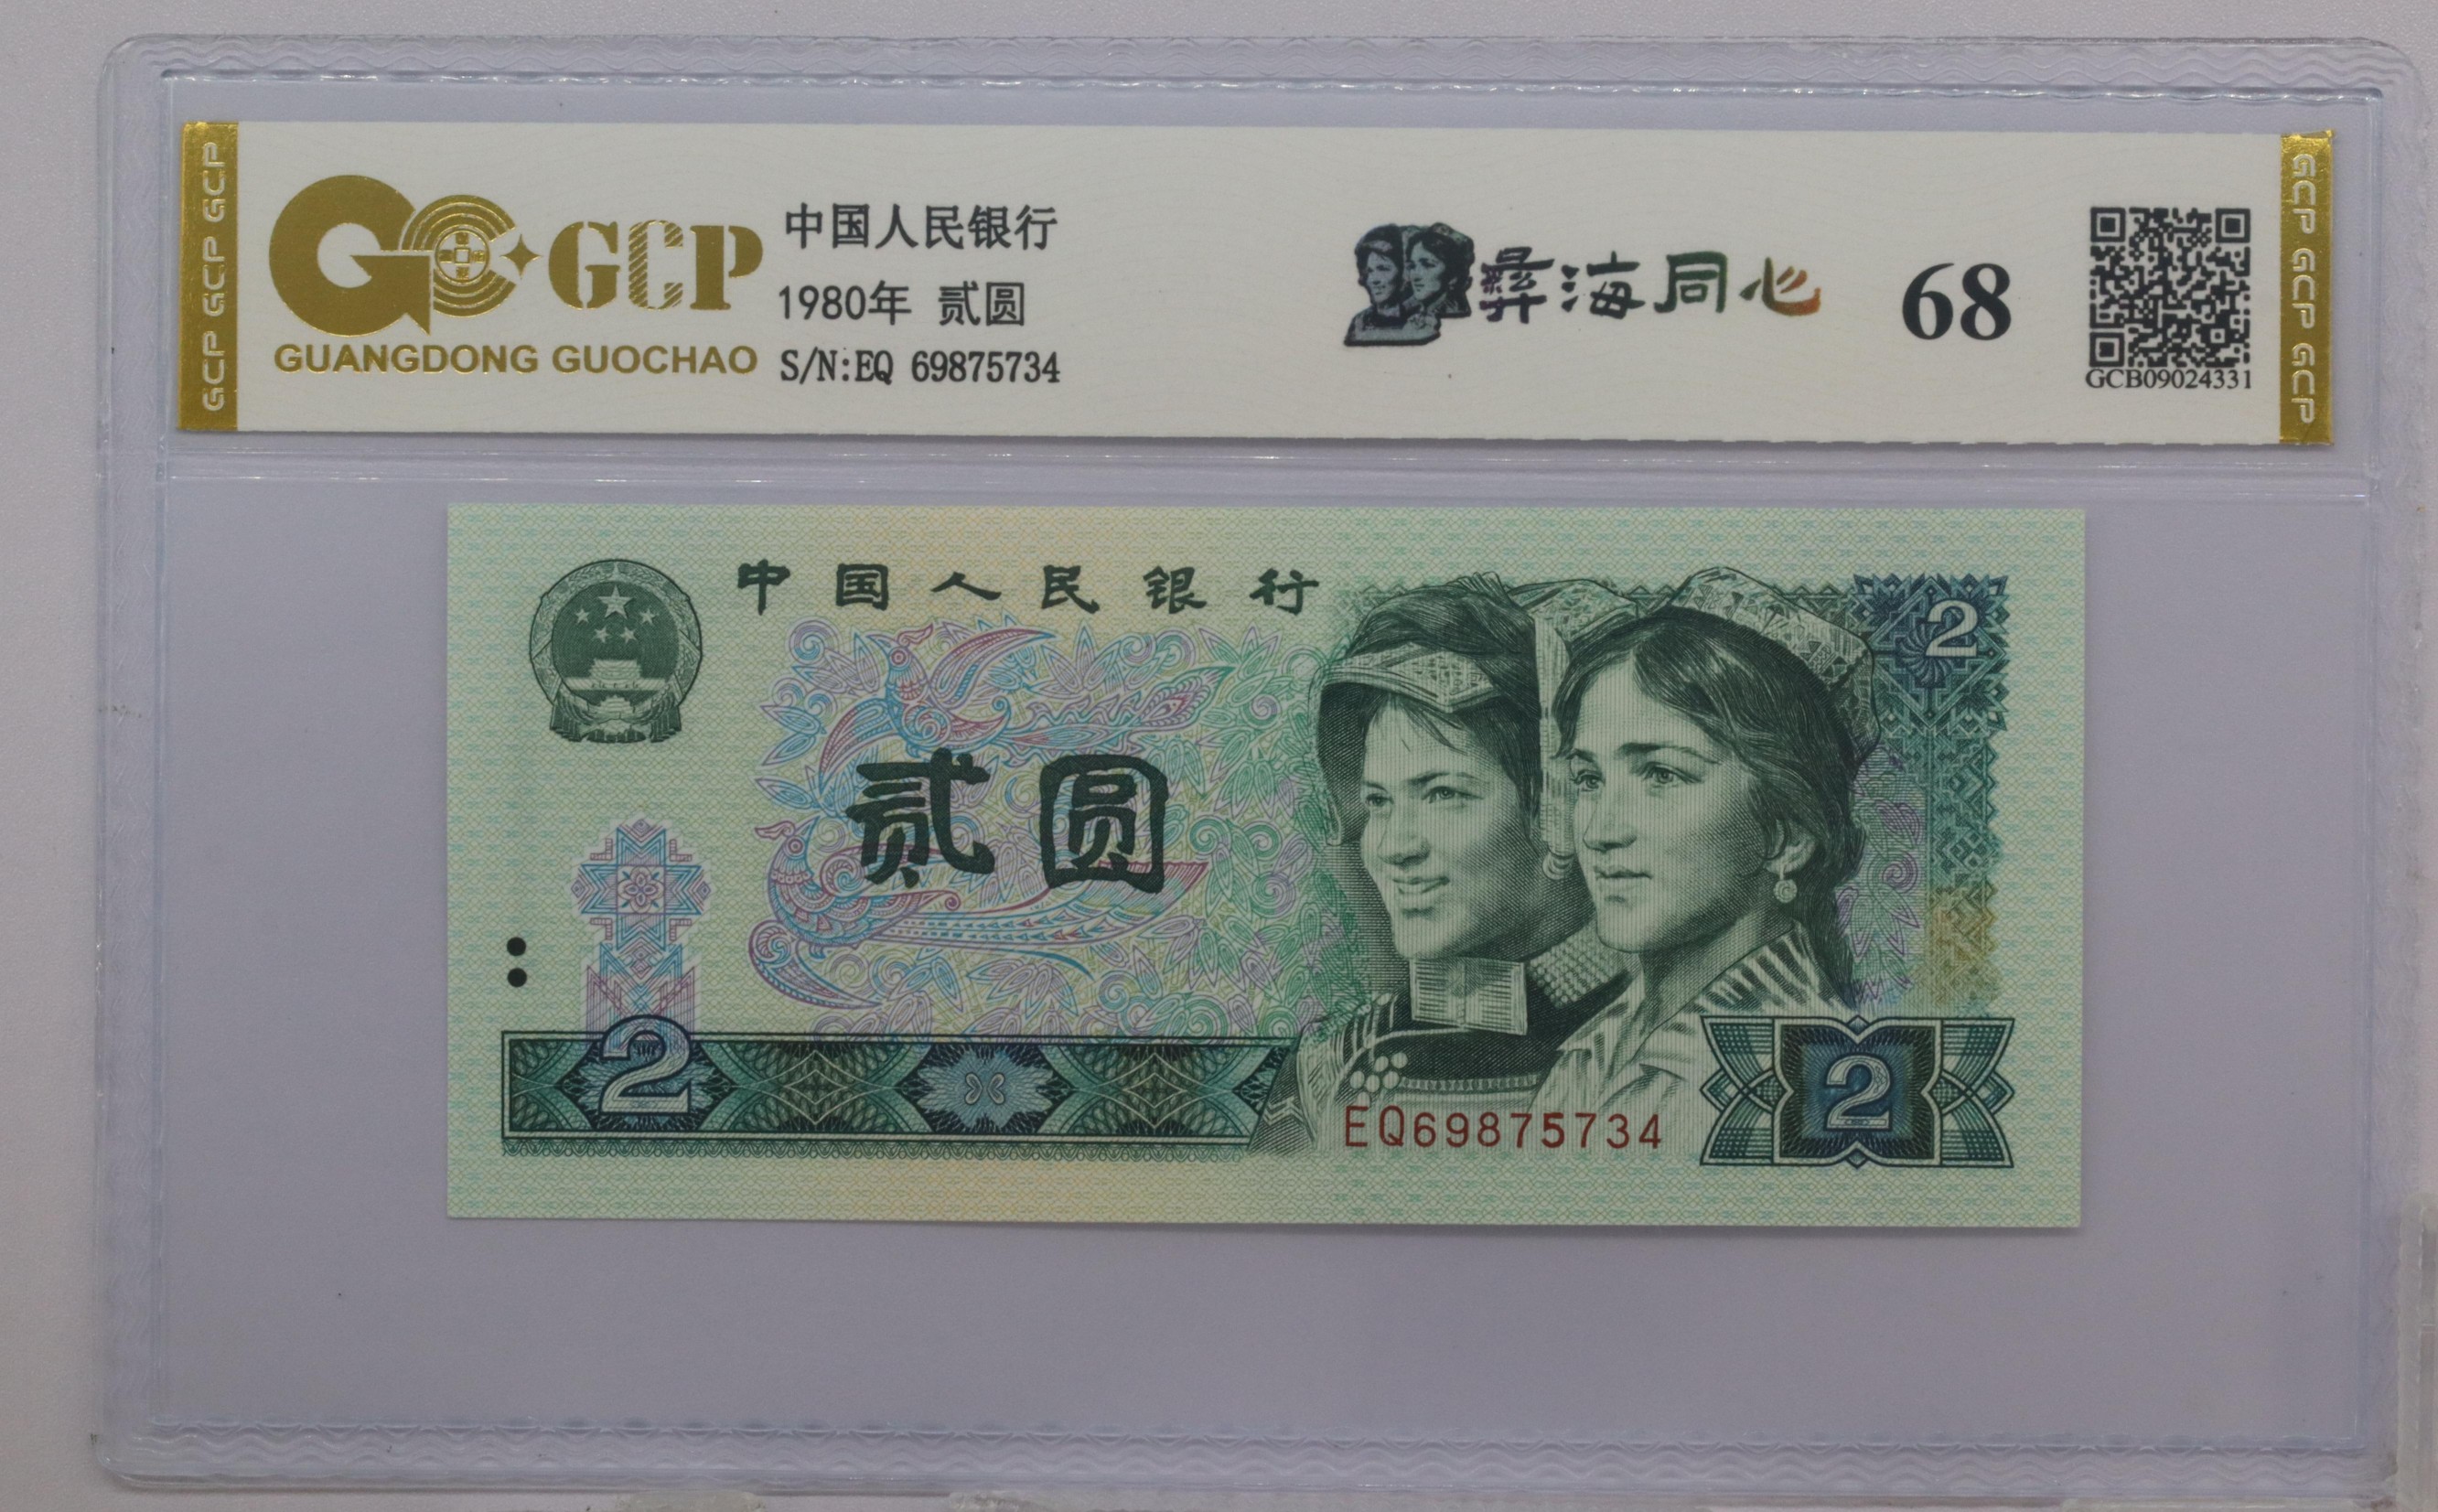 GCP GCP GCP
GCP
GUANGDONG GUOCHAO
中国人民银行
1980年 贰圆
S/N:EQ 69875734
彝海同心
68
GCB09024331
GCP GCP GCP
中国人民银行
2
贰圆
2
EQ69875734
2